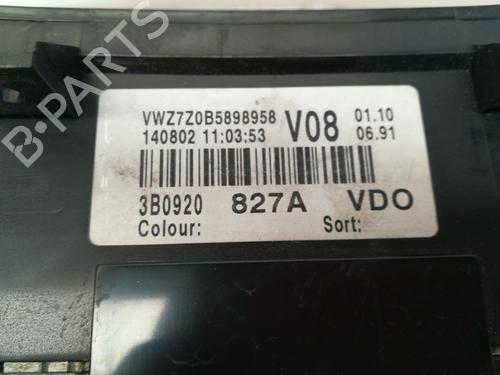 VWZ7Z0B5898958 V08 01.10
140802 11:03:53 06.91
3B0920 827A VDO
Colour: Sort:
B-PARTS